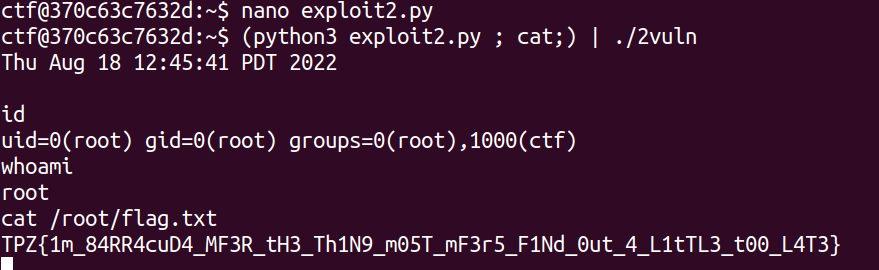 ctf@370c63c7632d:~$ nano exploit2.py
ctf@370c63c7632d:~$ (python3 exploit2.py ; cat;) | ./2vuln
Thu Aug 18 12:45:41 PDT 2022
id
uid=0(root) gid=0(root) groups=0(root),1000(ctf)
whoami
root
cat /root/flag.txt
TPZ{1m_84RR4cuD4_MF3R_tH3_Th1N9_m05T_mF3r5_F1Nd_0ut_4_L1tTL3_t00_L4T3}